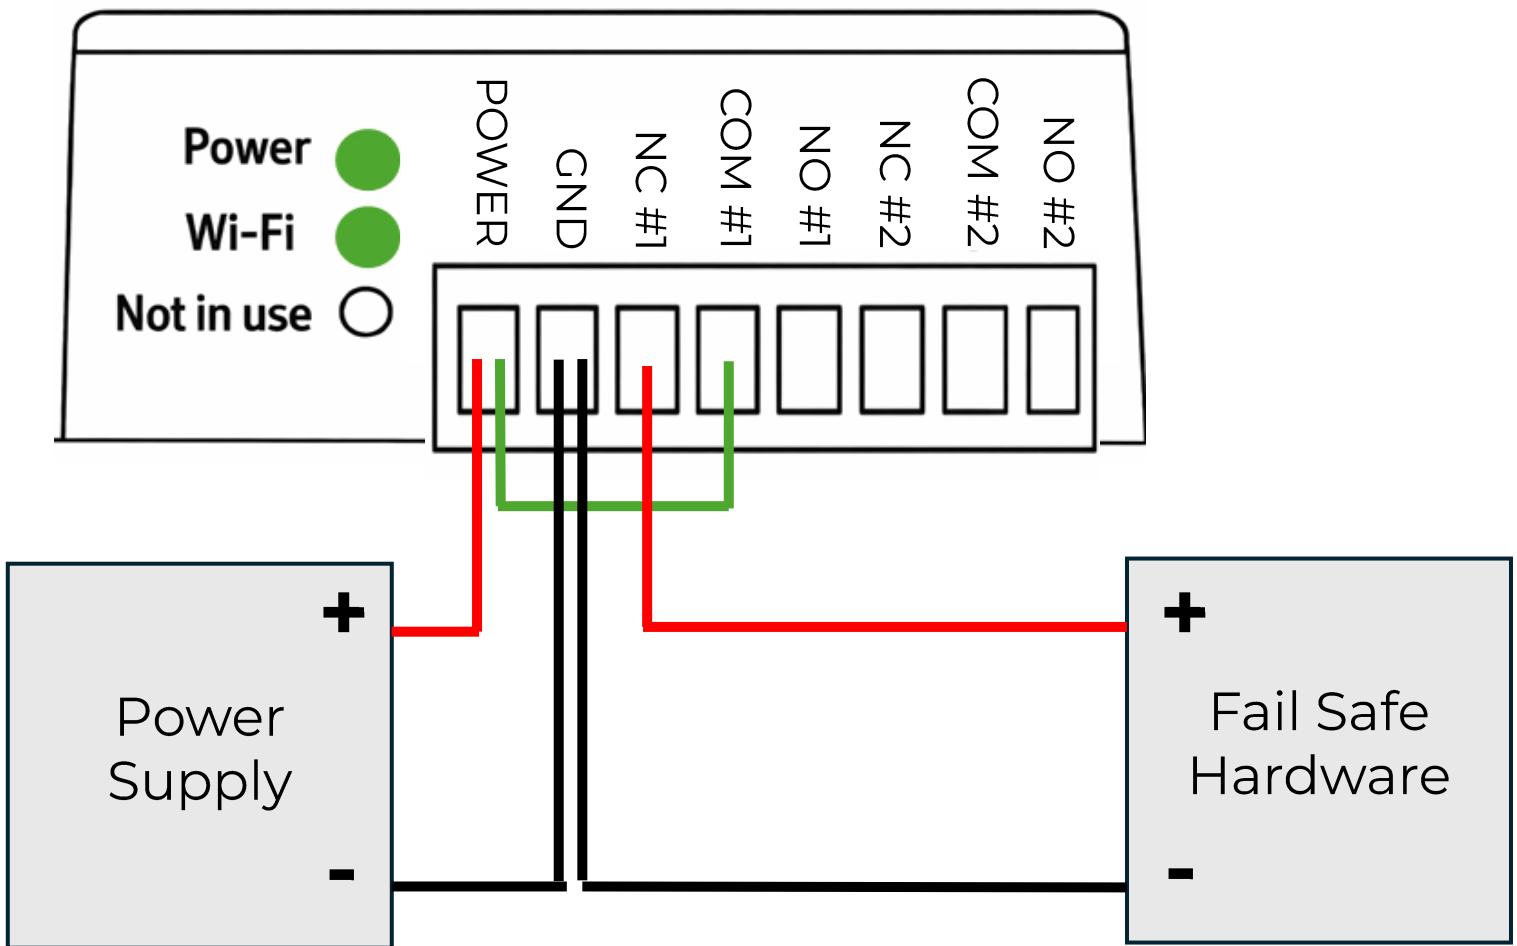 Power
Wi-Fi
Not in use
POWER
GND
NC #1
COM #1
NO #1
NC #2
COM #2
NO #2
+
Power
Supply
-
+
Fail Safe
Hardware
-